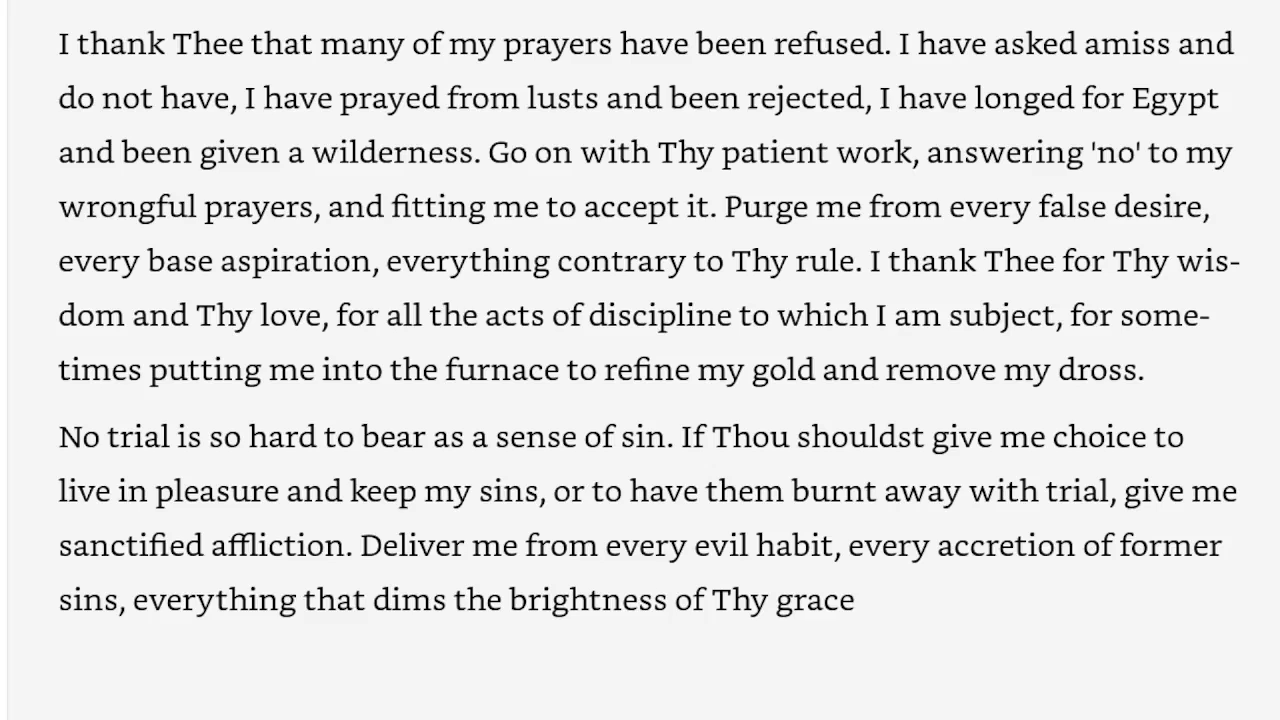 I thank Thee that many of my prayers have been refused. I have asked amiss and
do not have, I have prayed from lusts and been rejected, I have longed for Egypt
and been given a wilderness. Go on with Thy patient work, answering 'no' to my
wrongful prayers, and fitting me to accept it. Purge me from every false desire,
every base aspiration, everything contrary to Thy rule. I thank Thee for Thy wis-
dom and Thy love, for all the acts of discipline to which I am subject, for some-
times putting me into the furnace to refine my gold and remove my dross.
No trial is so hard to bear as a sense of sin. If Thou shouldst give me choice to
live in pleasure and keep my sins, or to have them burnt away with trial, give me
sanctified affliction. Deliver me from every evil habit, every accretion of former
sins, everything that dims the brightness of Thy grace